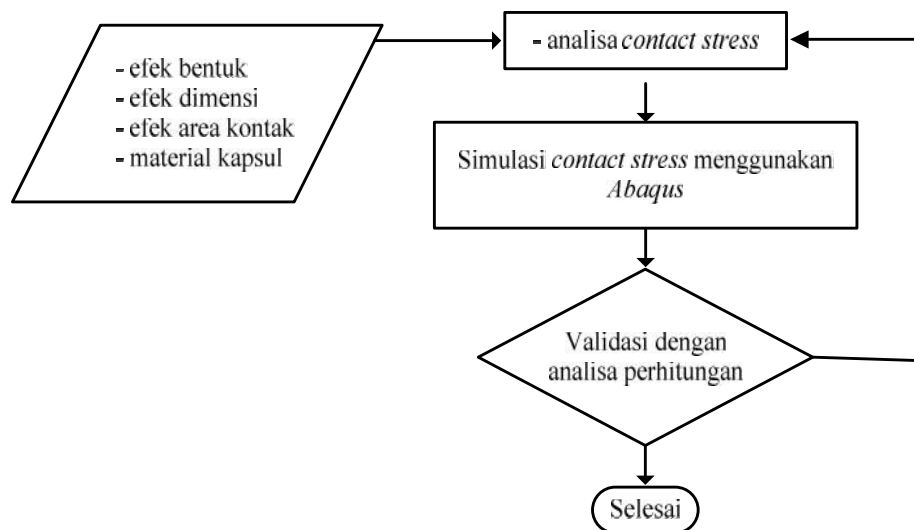 - efek bentuk
- efek dimensi
- efek area kontak
- material kapsul
- analisa contact stress
Simulasi contact stress menggunakan
Abaqus
Validasi dengan
analisa perhitungan
Selesai